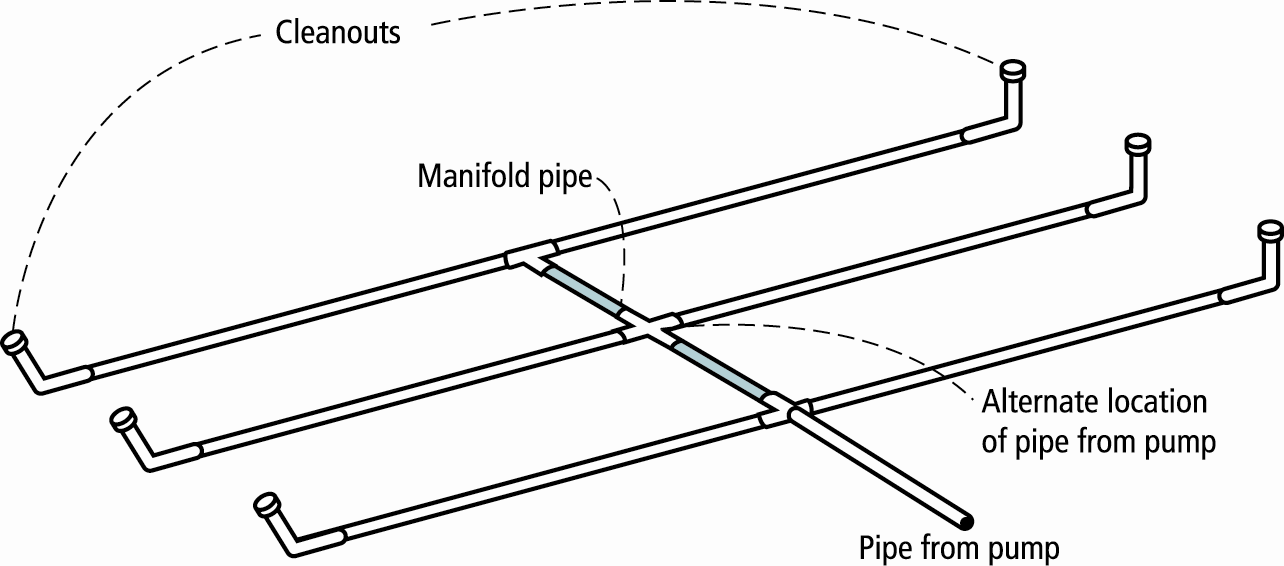 Cleanouts
Manifold pipe
Alternate location
of pipe from pump
Pipe from pump